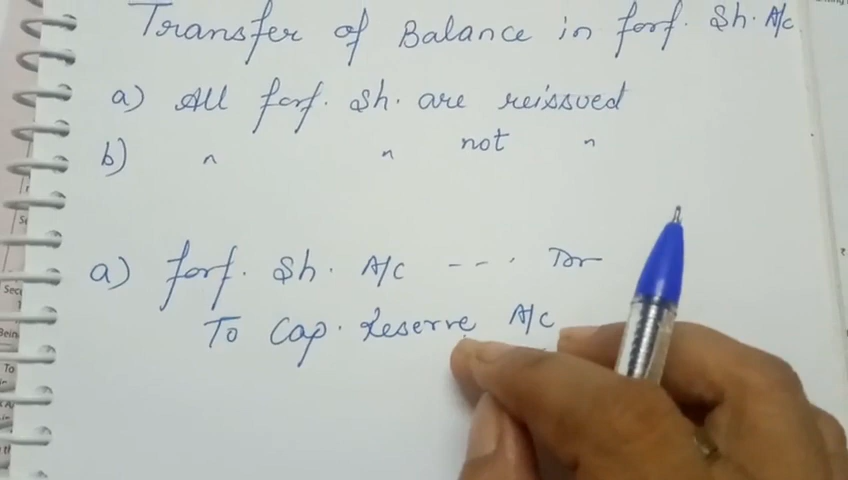 Transfer of Balance in forf. Sh. A/c
a) All forf. Sh. are reissued
b) " " not "
a) forf. Sh. A/c ---. Dr
To Cap. Reserve A/c